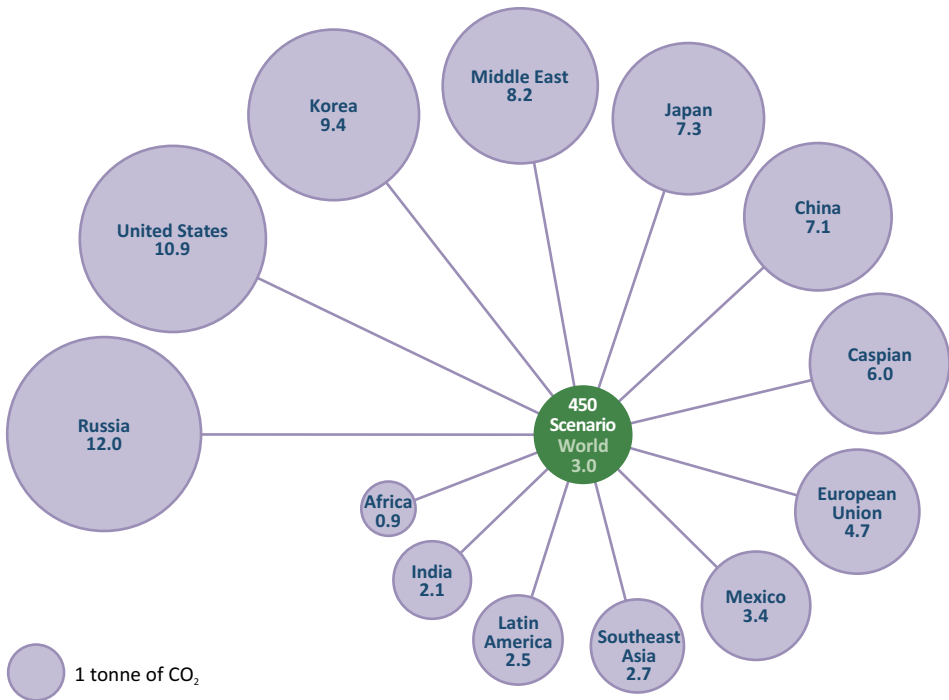 Middle East
8.2
Korea
9.4
Japan
7.3
China
7.1
United States
10.9
Caspian
6.0
450
Scenario
World
3.0
Russia
12.0
European
Union
4.7
Africa
0.9
India
2.1
Mexico
3.4
Latin
America
2.5
Southeast
Asia
2.7
1 tonne of CO₂